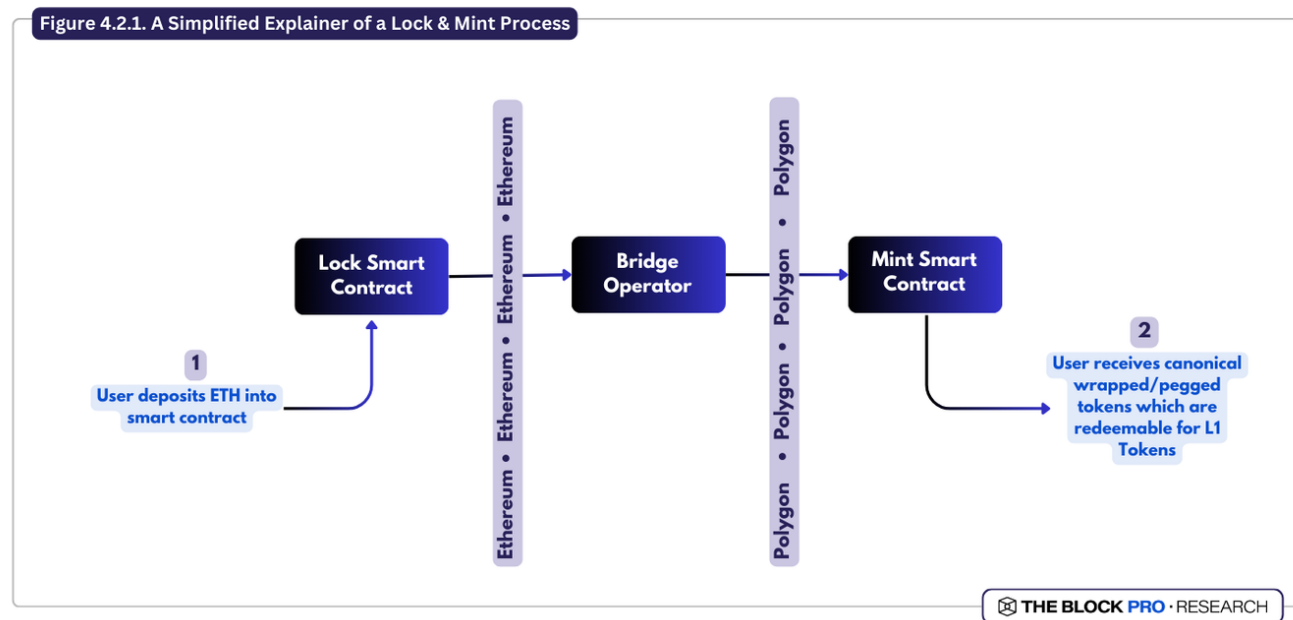 Figure 4.2.1. A Simplified Explainer of a Lock & Mint Process
Ethereum • Ethereum • Ethereum • Ethereum
Polygon • Polygon • Polygon • Polygon
Lock Smart
Contract
Bridge
Operator
Mint Smart
Contract
1
User deposits ETH into
smart contract
2
User receives canonical
wrapped/pegged
tokens which are
redeemable for L1
Tokens
THE BLOCK PRO · RESEARCH